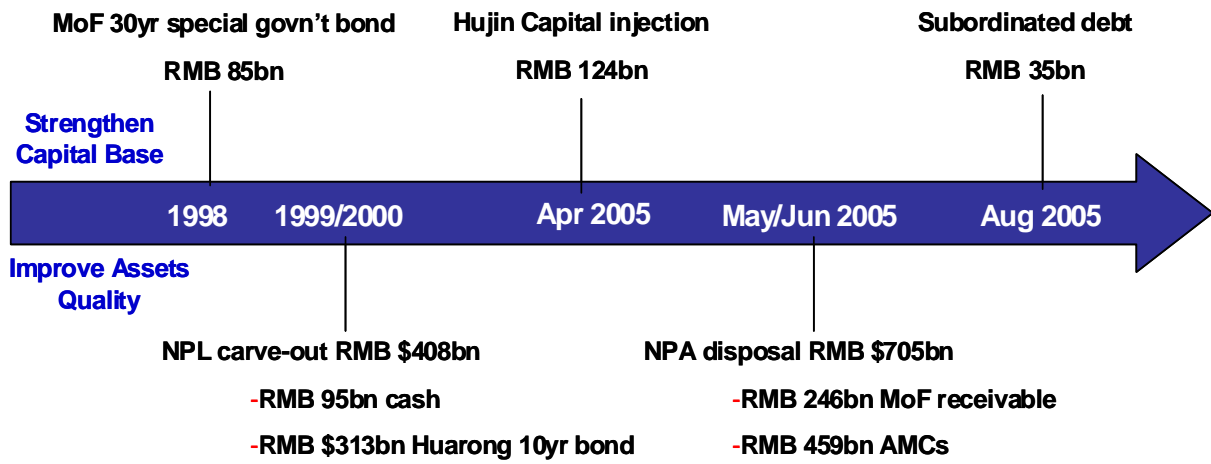 MoF 30yr special govn't bond
RMB 85bn
Hujin Capital injection
RMB 124bn
Subordinated debt
RMB 35bn
Strengthen
Capital Base
1998
1999/2000
Apr 2005
May/Jun 2005
Aug 2005
Improve Assets
Quality
NPL carve-out RMB $408bn
-RMB 95bn cash
-RMB $313bn Huarong 10yr bond
NPA disposal RMB $705bn
-RMB 246bn MoF receivable
-RMB 459bn AMCs